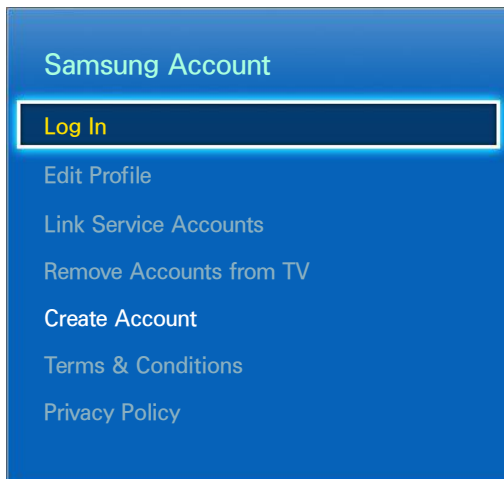 Samsung Account
Log In
Edit Profile
Link Service Accounts
Remove Accounts from TV
Create Account
Terms & Conditions
Privacy Policy